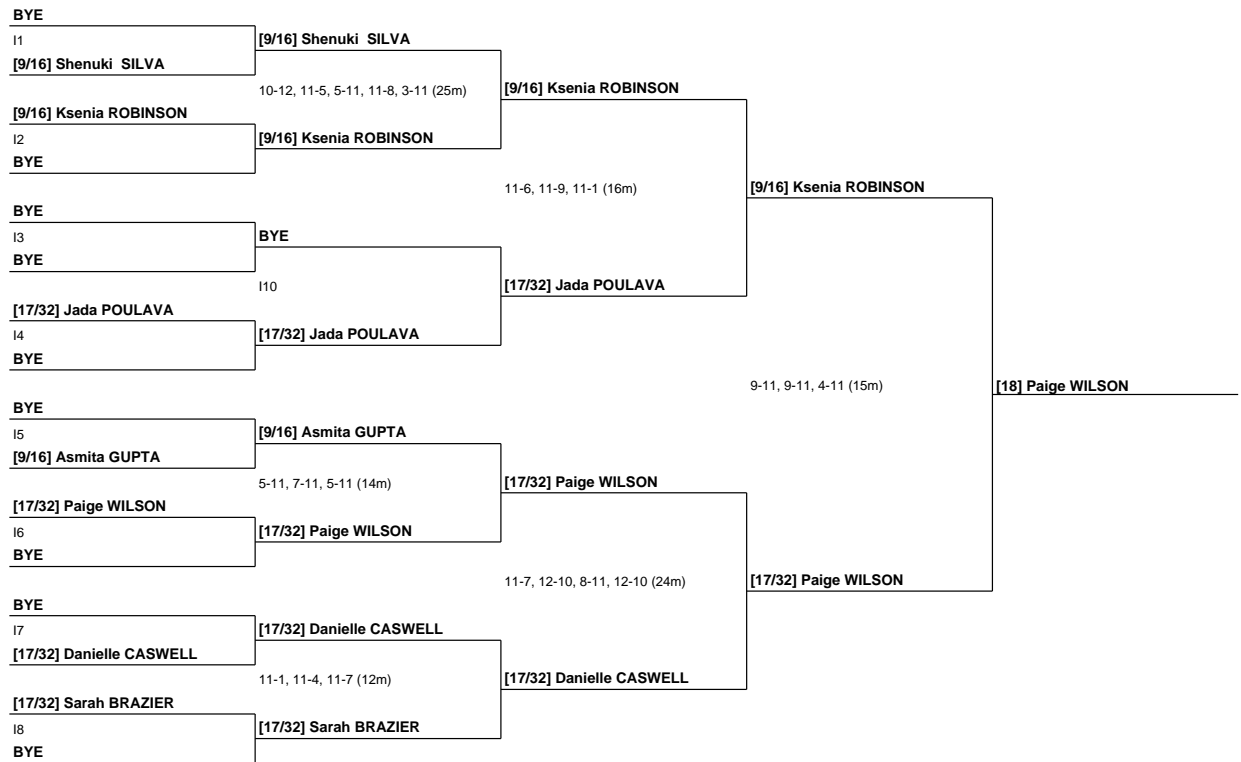 BYE
I1
[9/16] Shenuki  SILVA
[9/16] Ksenia ROBINSON
I2
BYE
BYE
I3
BYE
[17/32] Jada POULAVA
I4
BYE
BYE
I5
[9/16] Asmita GUPTA
[17/32] Paige WILSON
I6
BYE
BYE
I7
[17/32] Danielle CASWELL
[17/32] Sarah BRAZIER
I8
BYE
[9/16] Shenuki  SILVA
10-12, 11-5, 5-11, 11-8, 3-11 (25m)
[9/16] Ksenia ROBINSON
BYE
I10
[17/32] Jada POULAVA
[9/16] Asmita GUPTA
5-11, 7-11, 5-11 (14m)
[17/32] Paige WILSON
[17/32] Danielle CASWELL
11-1, 11-4, 11-7 (12m)
[17/32] Sarah BRAZIER
[9/16] Ksenia ROBINSON
11-6, 11-9, 11-1 (16m)
[17/32] Jada POULAVA
[17/32] Paige WILSON
11-7, 12-10, 8-11, 12-10 (24m)
[17/32] Danielle CASWELL
[9/16] Ksenia ROBINSON
9-11, 9-11, 4-11 (15m)
[17/32] Paige WILSON
[18] Paige WILSON